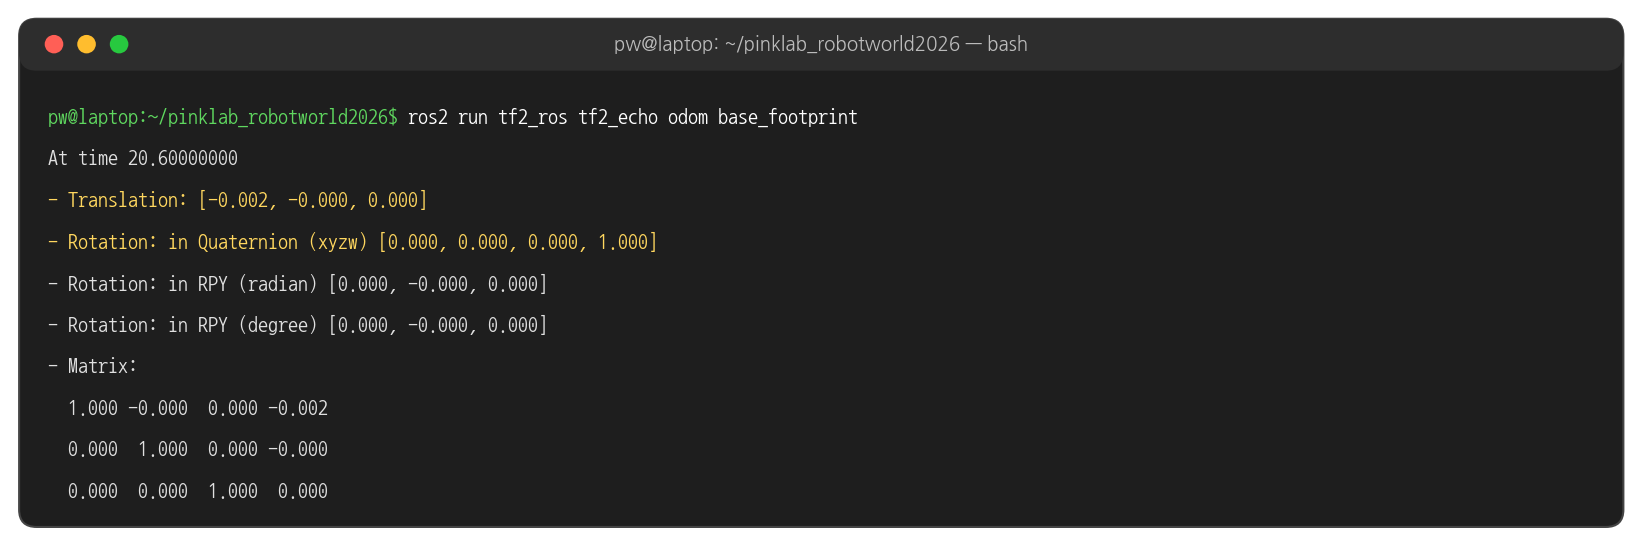 pw@laptop: ~/pinklab_robotworld2026 — bash
pw@laptop:~/pinklab_robotworld2026$ ros2 run tf2_ros tf2_echo odom base_footprint
At time 20.60000000
- Translation: [-0.002, -0.000, 0.000]
- Rotation: in Quaternion (xyzw) [0.000, 0.000, 0.000, 1.000]
- Rotation: in RPY (radian) [0.000, -0.000, 0.000]
- Rotation: in RPY (degree) [0.000, -0.000, 0.000]
- Matrix:
  1.000 -0.000  0.000 -0.002
  0.000  1.000  0.000 -0.000
  0.000  0.000  1.000  0.000